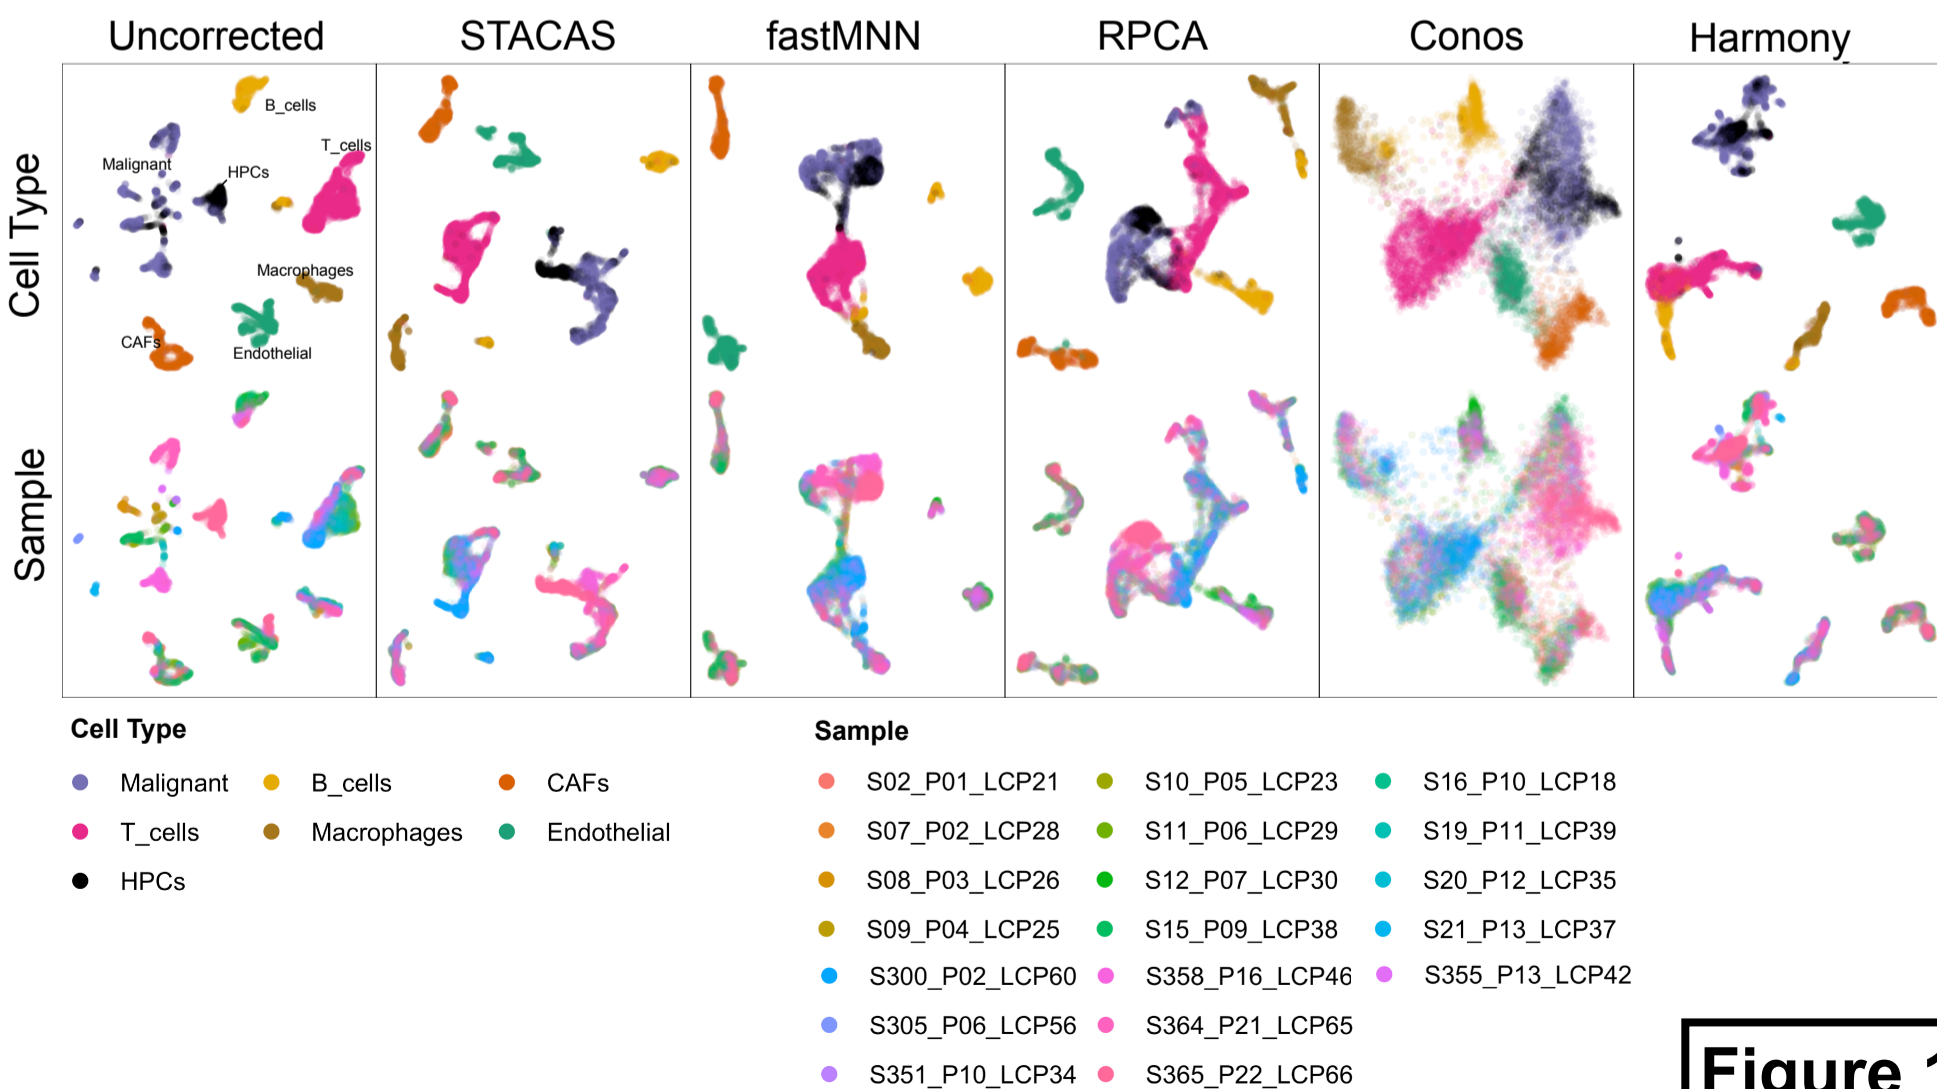 Uncorrected STACAS fastMNN RPCA Conos Harmony
Cell Type
Sample
B_cells
T_cells
Malignant
HPCs
Macrophages
CAFs
Endothelial
Cell Type
Malignant B_cells CAFs
T_cells Macrophages Endothelial
HPCs
Sample
S02_P01_LCP21 S10_P05_LCP23 S16_P10_LCP18
S07_P02_LCP28 S11_P06_LCP29 S19_P11_LCP39
S08_P03_LCP26 S12_P07_LCP30 S20_P12_LCP35
S09_P04_LCP25 S15_P09_LCP38 S21_P13_LCP37
S300_P02_LCP60 S358_P16_LCP46 S355_P13_LCP42
S305_P06_LCP56 S364_P21_LCP65
S351_P10_LCP34 S365_P22_LCP66
Figure 1